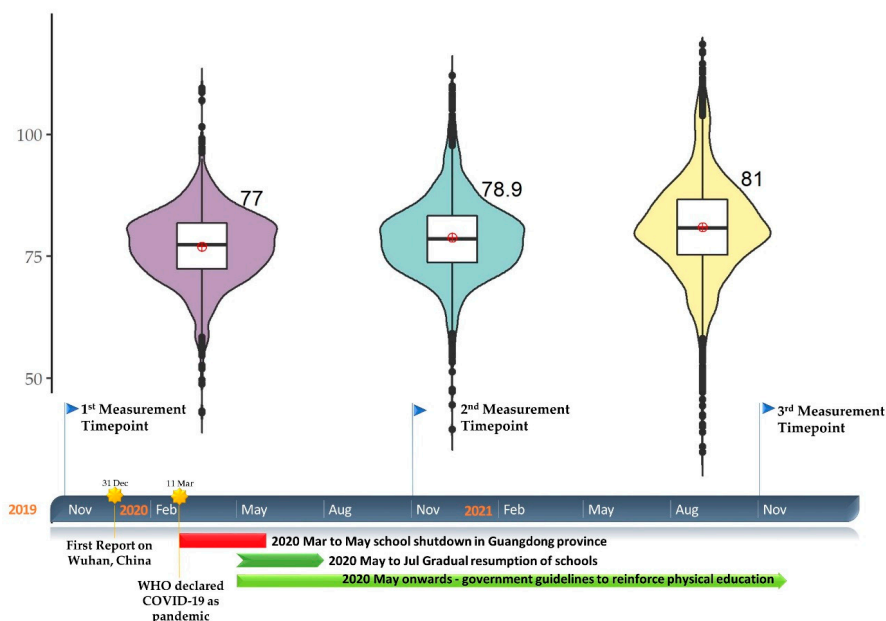 100
75
50
77
78.9
81
1st Measurement
Timepoint
2nd Measurement
Timepoint
3rd Measurement
Timepoint
31 Dec
11 Mar
2019
Nov
2020
Feb
May
Aug
Nov
2021
Feb
May
Aug
Nov
First Report on
Wuhan, China
WHO declared
COVID-19 as
pandemic
2020 Mar to May school shutdown in Guangdong province
2020 May to Jul Gradual resumption of schools
2020 May onwards - government guidelines to reinforce physical education